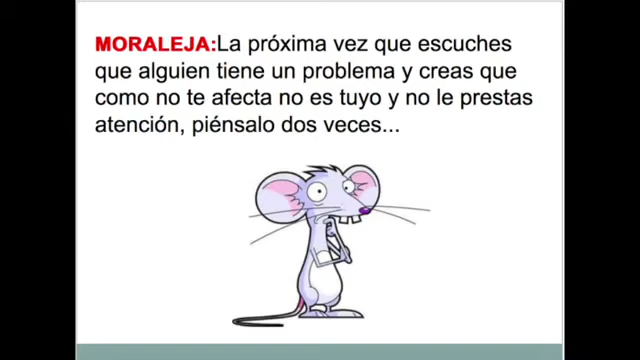 MORALEJA:La próxima vez que escuches
que alguien tiene un problema y creas que
como no te afecta no es tuyo y no le prestas
atención, piénsalo dos veces...